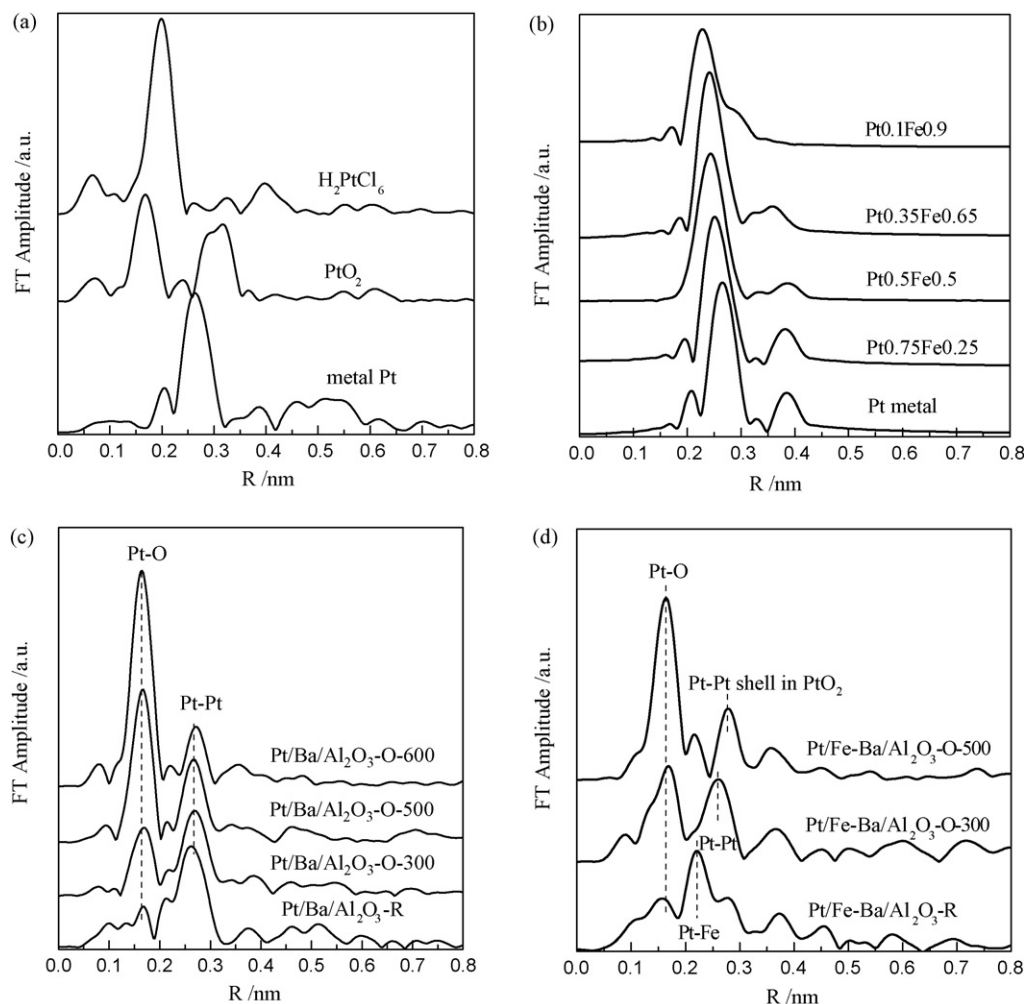 (a)
FT Amplitude /a.u.
H₂PtCl₆
PtO₂
metal Pt
0.0 0.1 0.2 0.3 0.4 0.5 0.6 0.7 0.8
R /nm
(b)
FT Amplitude /a.u.
Pt0.1Fe0.9
Pt0.35Fe0.65
Pt0.5Fe0.5
Pt0.75Fe0.25
Pt metal
0.0 0.1 0.2 0.3 0.4 0.5 0.6 0.7 0.8
R /nm
(c)
FT Amplitude /a.u.
Pt-O
Pt-Pt
Pt/Ba/Al₂O₃-O-600
Pt/Ba/Al₂O₃-O-500
Pt/Ba/Al₂O₃-O-300
Pt/Ba/Al₂O₃-R
0.0 0.1 0.2 0.3 0.4 0.5 0.6 0.7 0.8
R /nm
(d)
FT Amplitude /a.u.
Pt-O
Pt-Pt shell in PtO₂
Pt/Fe-Ba/Al₂O₃-O-500
Pt/Fe-Ba/Al₂O₃-O-300
Pt-Pt
Pt/Fe-Ba/Al₂O₃-R
Pt-Fe
0.0 0.1 0.2 0.3 0.4 0.5 0.6 0.7 0.8
R /nm